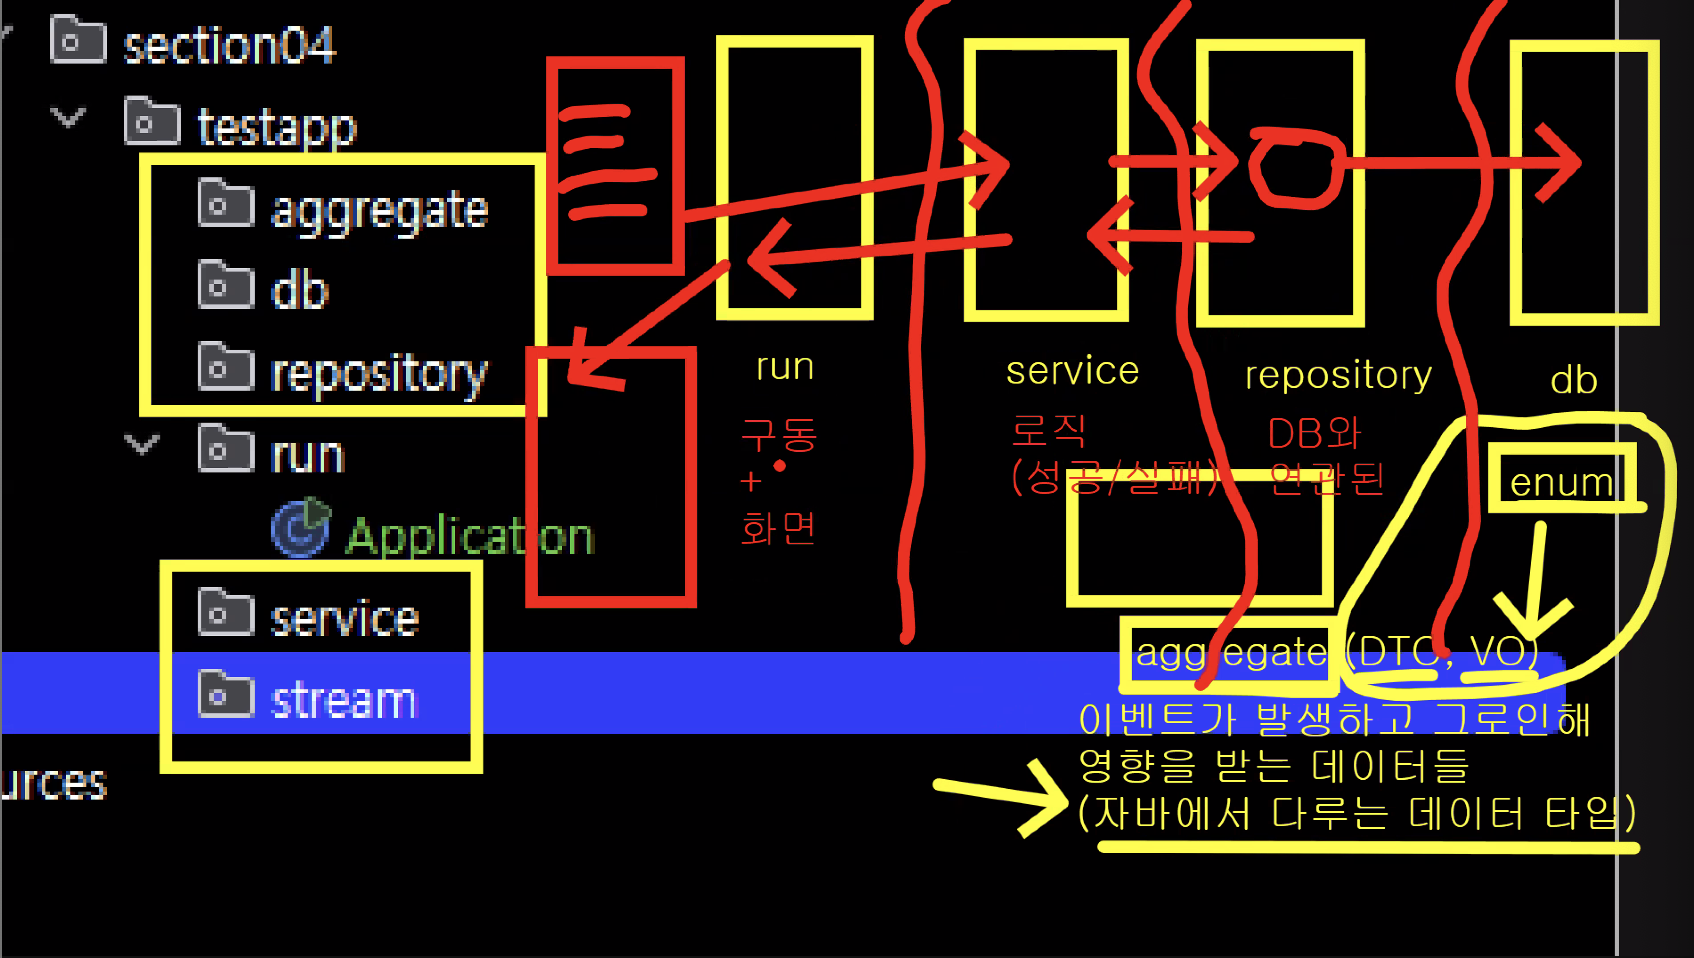 section04
testapp
aggregate
db
repository
run
Application
service
stream
urces
run
구동
+
화면
service
로직
(성공/실패)
repository
DB와
연관된
db
enum
aggregate (DTO, VO)
이벤트가 발생하고 그로인해
영향을 받는 데이터들
(자바에서 다루는 데이터 타입)